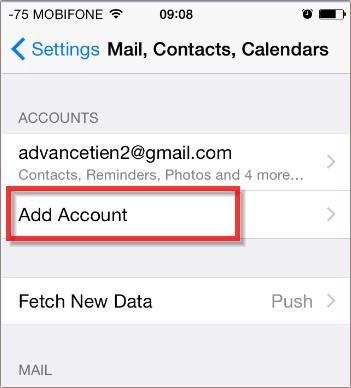 -75 MOBIFONE 09:08
Settings Mail, Contacts, Calendars
ACCOUNTS
advancetien2@gmail.com
Contacts, Reminders, Photos and 4 more...
Add Account
Fetch New Data Push
MAIL